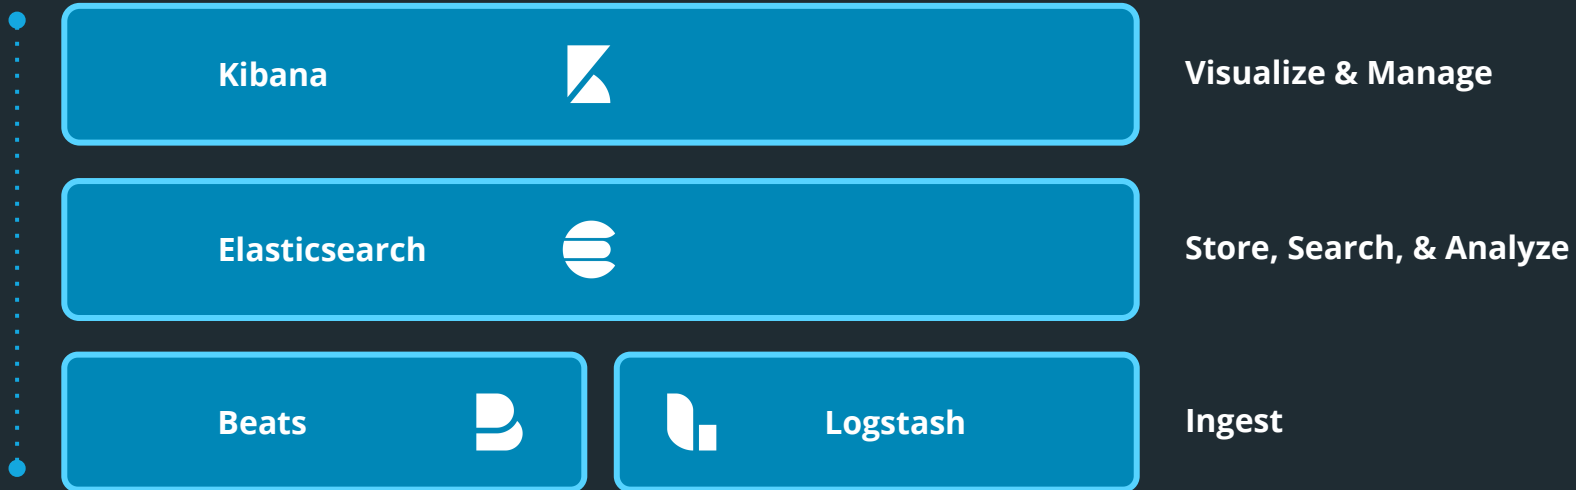 Kibana
Visualize & Manage
Elasticsearch
Store, Search, & Analyze
Beats
Logstash
Ingest